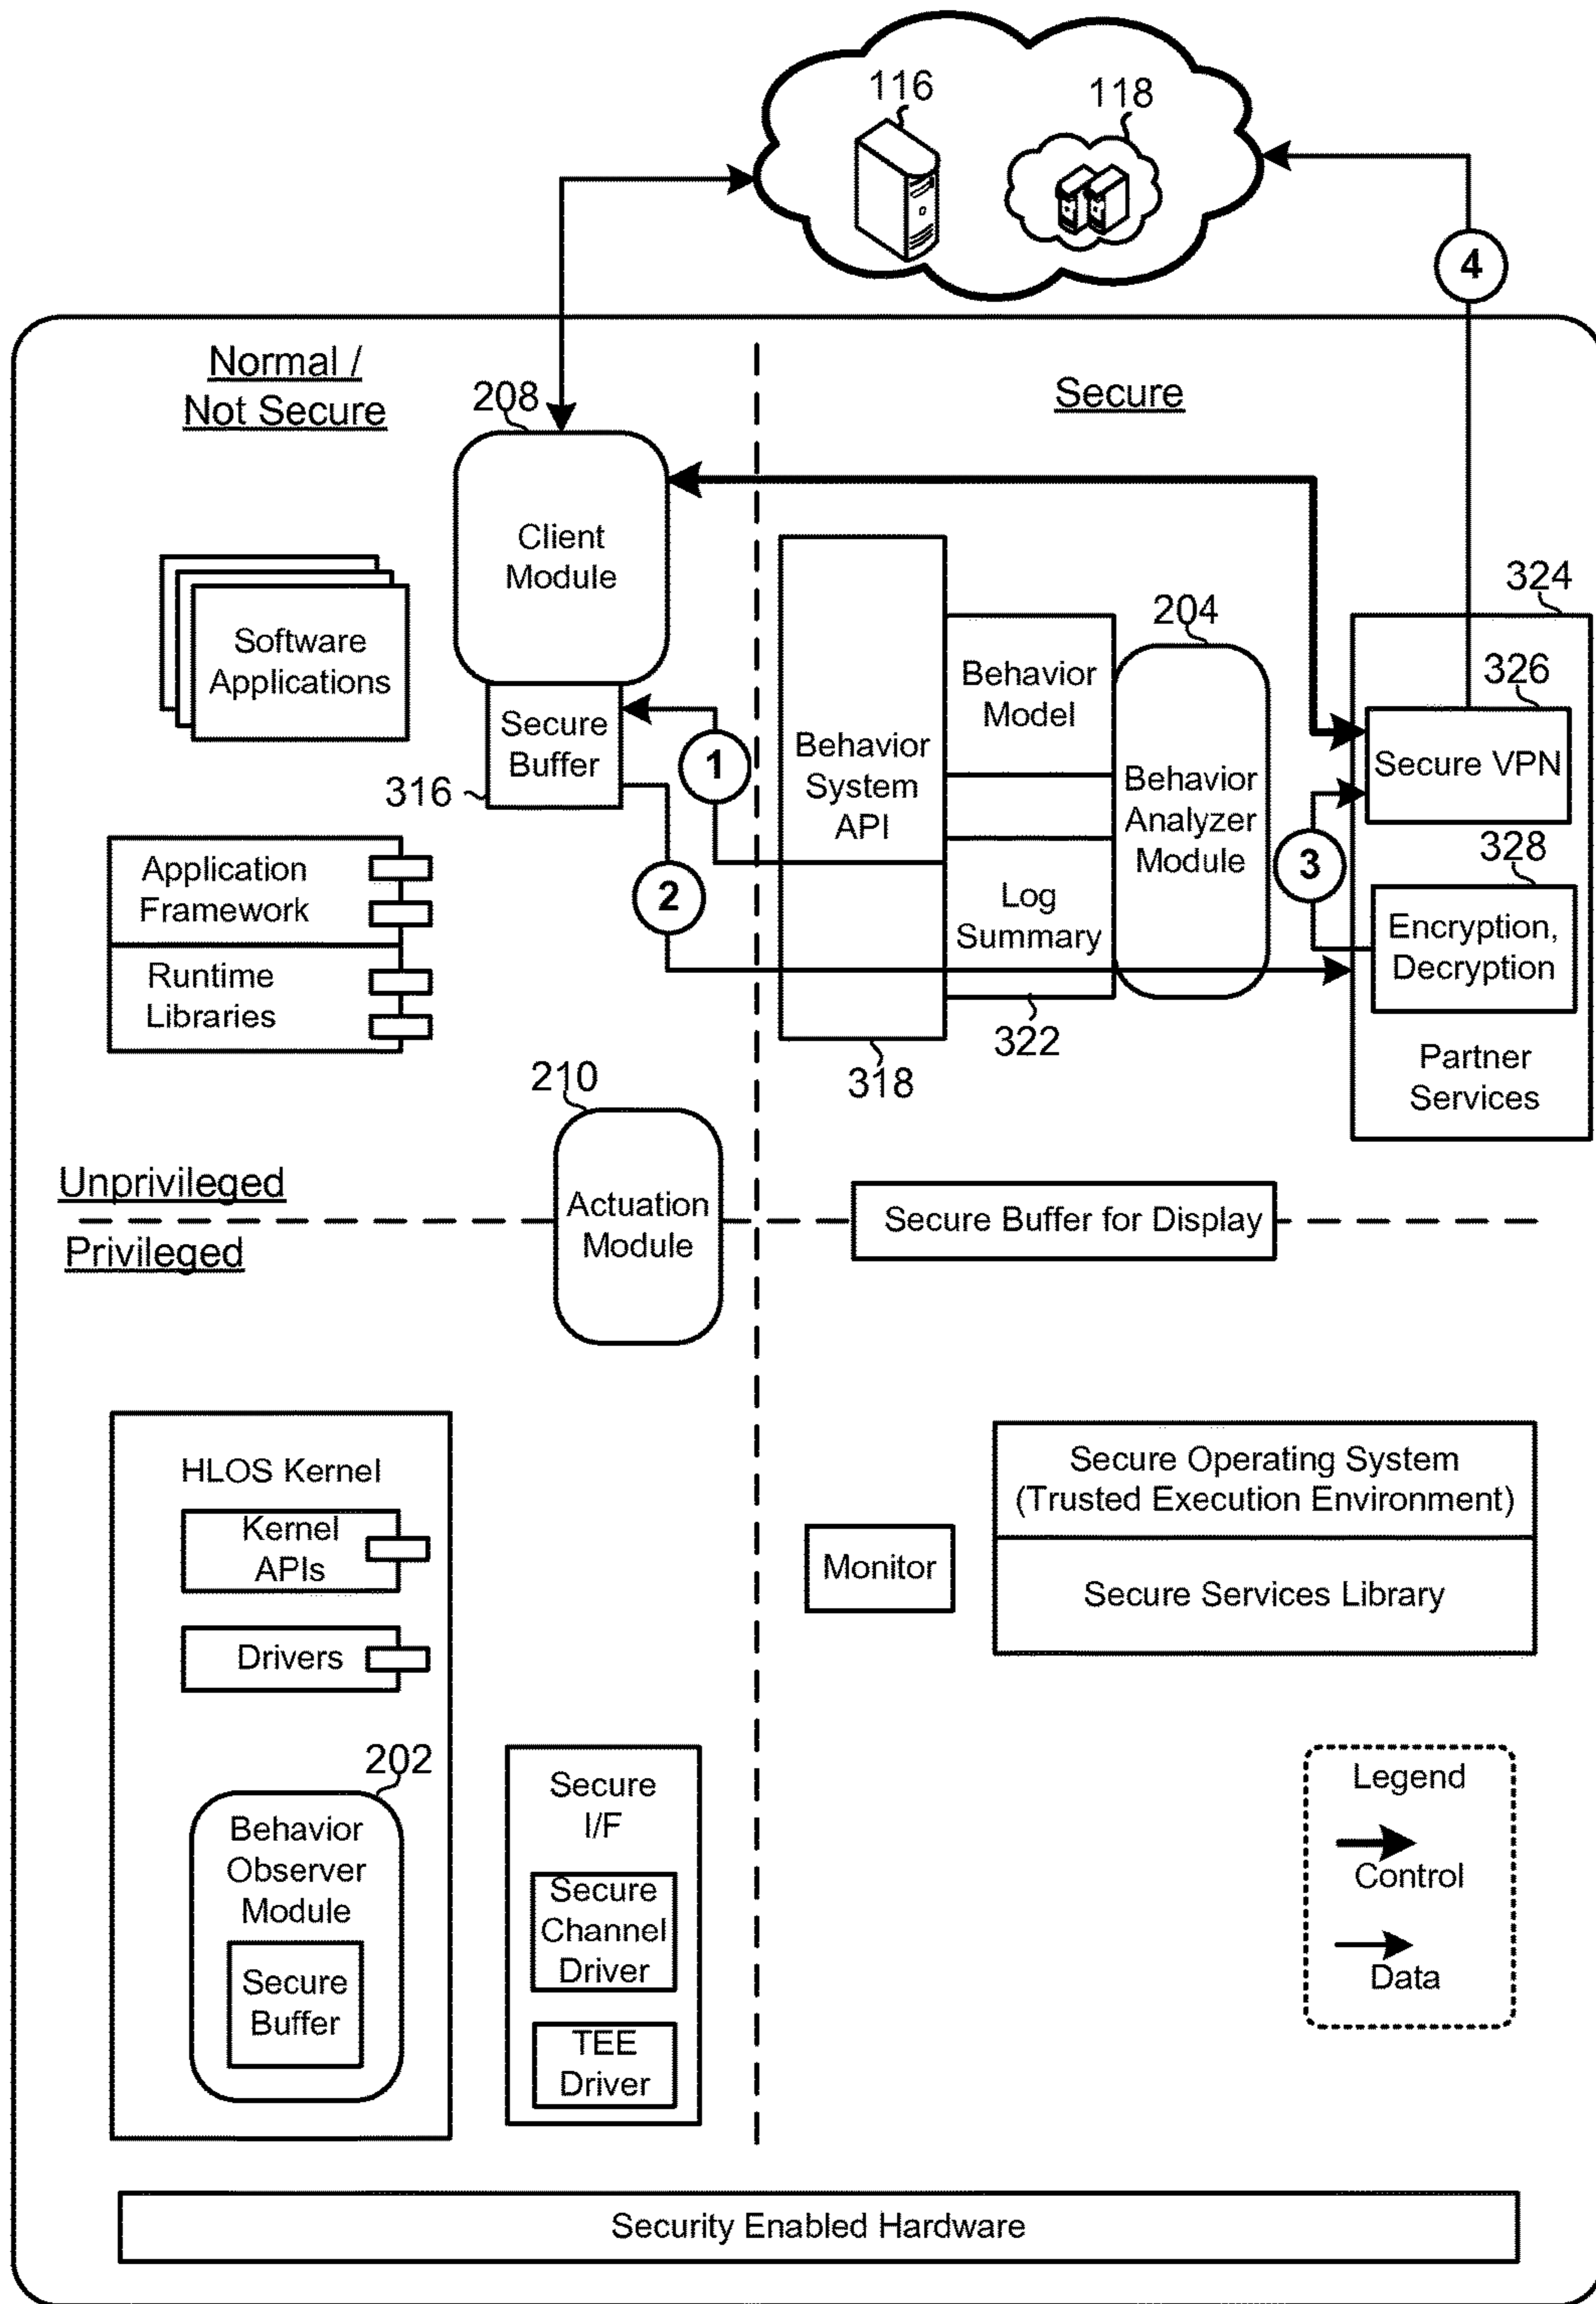 116
118
4
Normal /
Not Secure
Secure
208
Client
Module
324
204
Software
Applications
Behavior
Model
326
Secure
Buffer
1
Behavior
System
API
Behavior
Analyzer
Module
Secure VPN
316
328
Application
Framework
2
3
Log
Summary
Encryption,
Decryption
Runtime
Libraries
322
318
Partner
Services
210
Unprivileged
Actuation
Module
Secure Buffer for Display
Privileged
HLOS Kernel
Secure Operating System
(Trusted Execution Environment)
Kernel
APIs
Monitor
Secure Services Library
Drivers
202
Secure
I/F
Legend
Behavior
Observer
Module
Control
Secure
Channel
Driver
Data
Secure
Buffer
TEE
Driver
Security Enabled Hardware